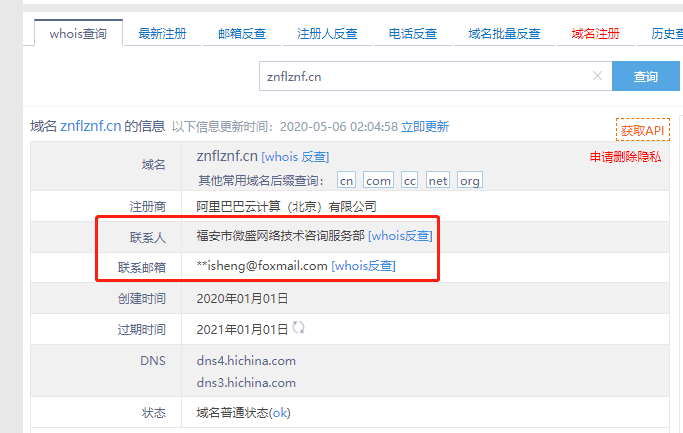 whois查询 最新注册 邮箱反查 注册人反查 电话反查 域名批量反查 域名注册 历史查
znflznf.cn × 查询
域名 znflznf.cn 的信息 以下信息更新时间：2020-05-06 02:04:58 立即更新 获取API
域名 znflznf.cn [whois 反查] 申请删除隐私
其他常用域名后缀查询： cn com cc net org
注册商 阿里巴巴云计算（北京）有限公司
联系人 福安市微盛网络技术咨询服务部 [whois反查]
联系邮箱 **isheng@foxmail.com [whois反查]
创建时间 2020年01月01日
过期时间 2021年01月01日
DNS dns4.hichina.com
dns3.hichina.com
状态 域名普通状态(ok)